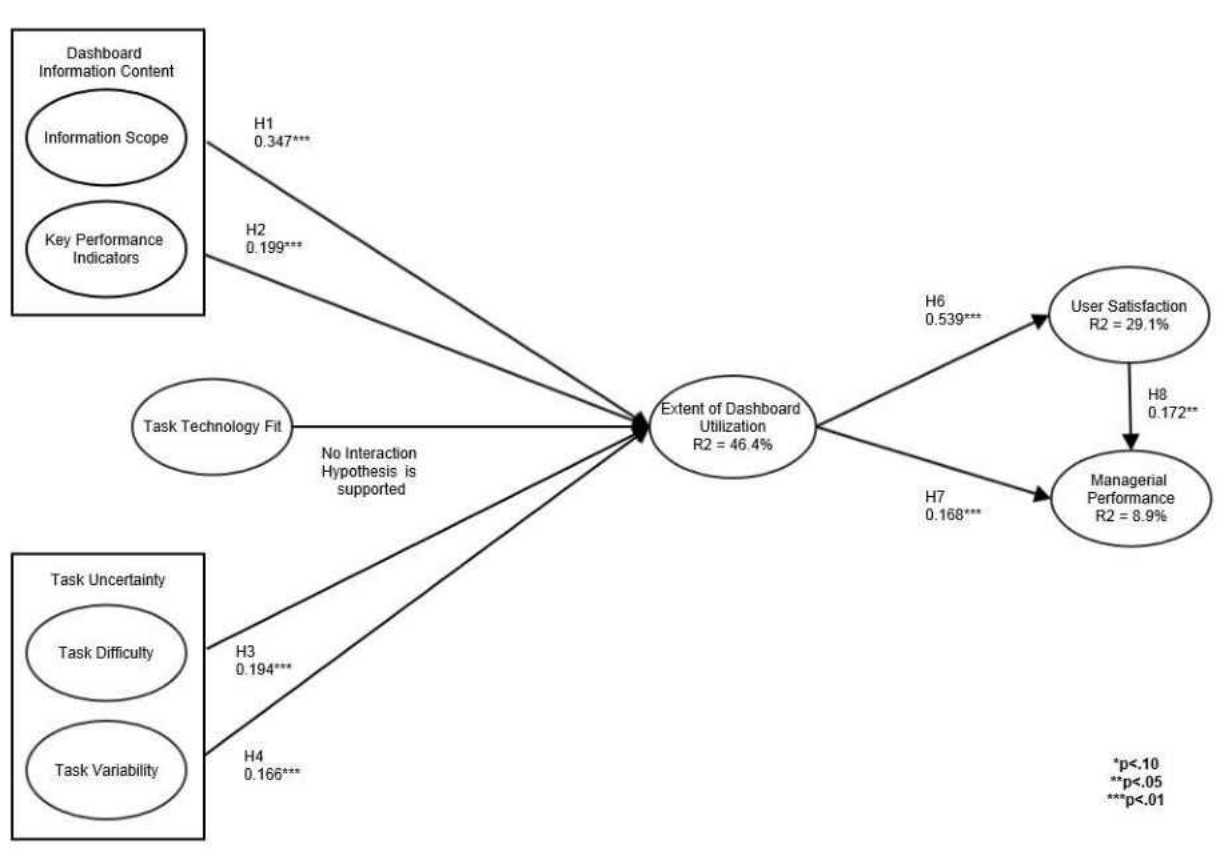 Dashboard
Information Content
Information Scope
Key Performance
Indicators
H1
0.347***
H2
0.199***
Task Technology Fit
No Interaction
Hypothesis is
supported
Extent of Dashboard
Utilization
R2 = 46.4%
H6
0.539***
User Satisfaction
R2 = 29.1%
H8
0.172**
H7
0.168***
Managerial
Performance
R2 = 8.9%
Task Uncertainty
Task Difficulty
H3
0.194***
Task Variability
H4
0.166***
*p<.10
**p<.05
***p<.01